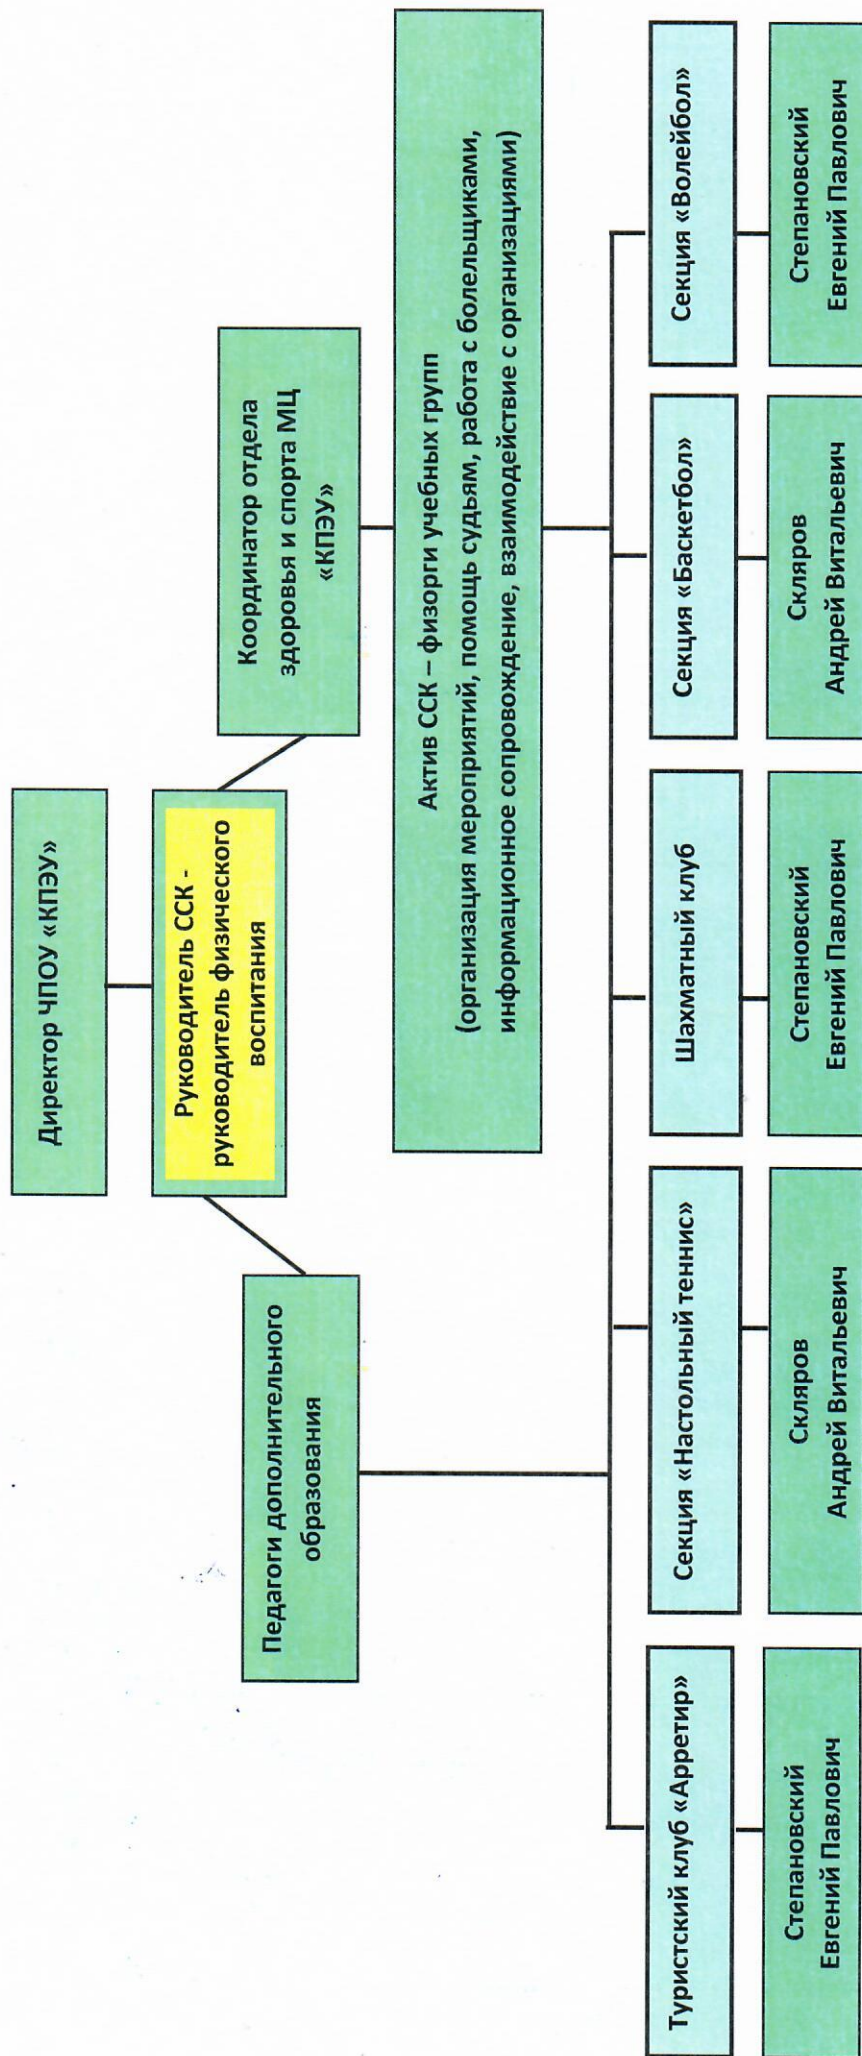 Директор ЧПОУ «КПЭУ»
Руководитель ССК -
руководитель физического
воспитания
Педагоги дополнительного
образования
Координатор отдела
здоровья и спорта МЦ
«КПЭУ»
Актив ССК – физорги учебных групп
(организация мероприятий, помощь судьям, работа с болельщиками,
информационное сопровождение, взаимодействие с организациями)
Туристский клуб «Арретир»
Степановский
Евгений Павлович
Секция «Настольный теннис»
Скляров
Андрей Витальевич
Шахматный клуб
Степановский
Евгений Павлович
Секция «Баскетбол»
Скляров
Андрей Витальевич
Секция «Волейбол»
Степановский
Евгений Павлович